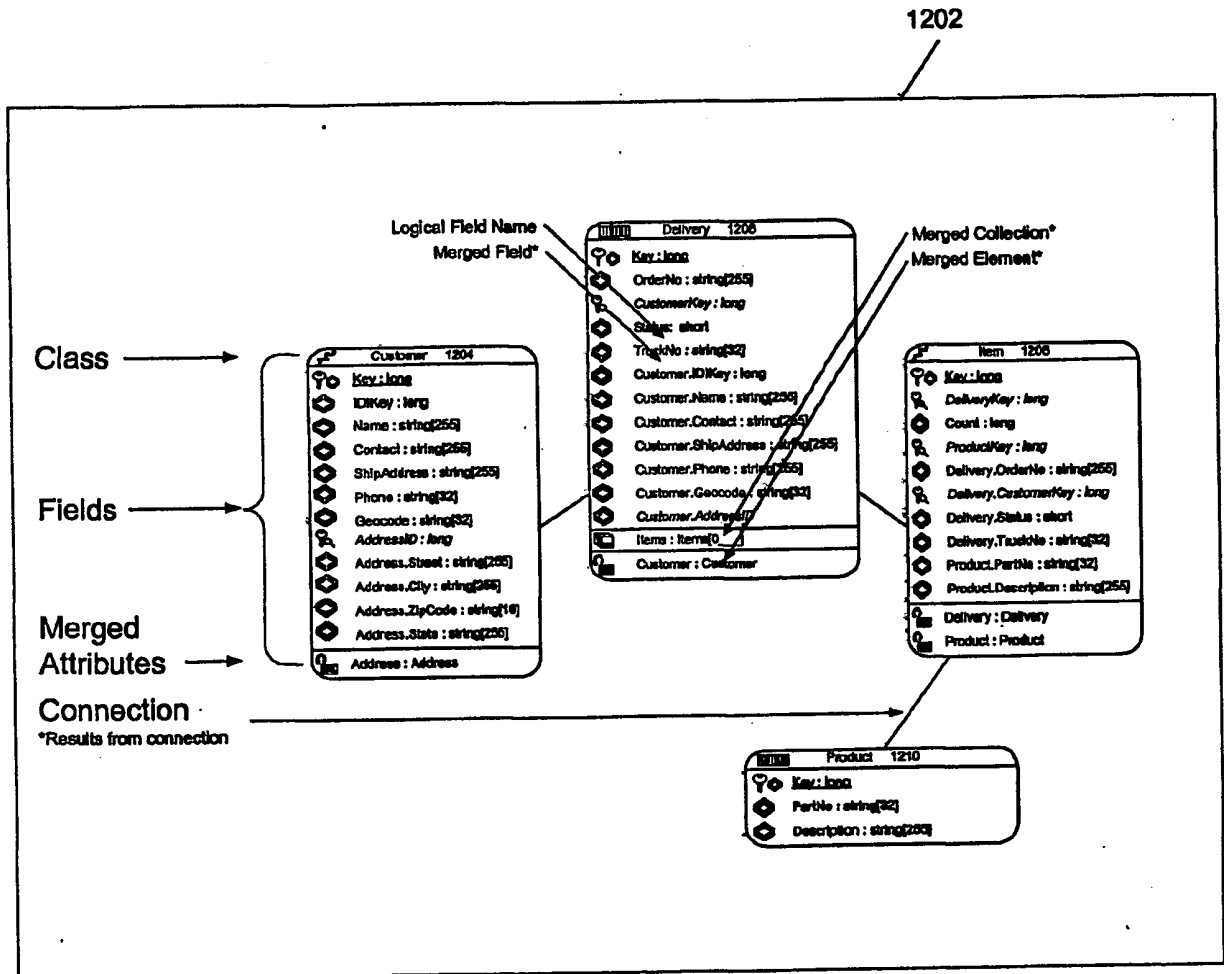 1202
Logical Field Name
Merged Field*
Merged Collection*
Merged Element*
Class
Fields
Merged
Attributes
Connection
*Results from connection
Customer 1204
Key : long
IDIKey : long
Name : string[255]
Contact : string[255]
ShipAddress : string[255]
Phone : string[32]
Geocode : string[32]
AddressID : long
Address.Street : string[255]
Address.City : string[255]
Address.ZipCode : string[16]
Address.State : string[255]
Address : Address
Delivery 1208
Key : long
OrderNo : string[255]
CustomerKey : long
Status: short
TruckNo : string[32]
Customer.IDIKey : long
Customer.Name : string[255]
Customer.Contact : string[255]
Customer.ShipAddress : string[255]
Customer.Phone : string[255]
Customer.Geocode : string[32]
Customer.AddressID
Items : Items[0
Customer : Customer
Item 1206
Key : long
DeliveryKey : long
Count : long
ProductKey : long
Delivery.OrderNo : string[255]
Delivery.CustomerKey : long
Delivery.Status : short
Delivery.TruckNo : string[32]
Product.PartNo : string[32]
Product.Description : string[255]
Delivery : Delivery
Product : Product
Product 1210
Key : long
PartNo : string[32]
Description : string[255]